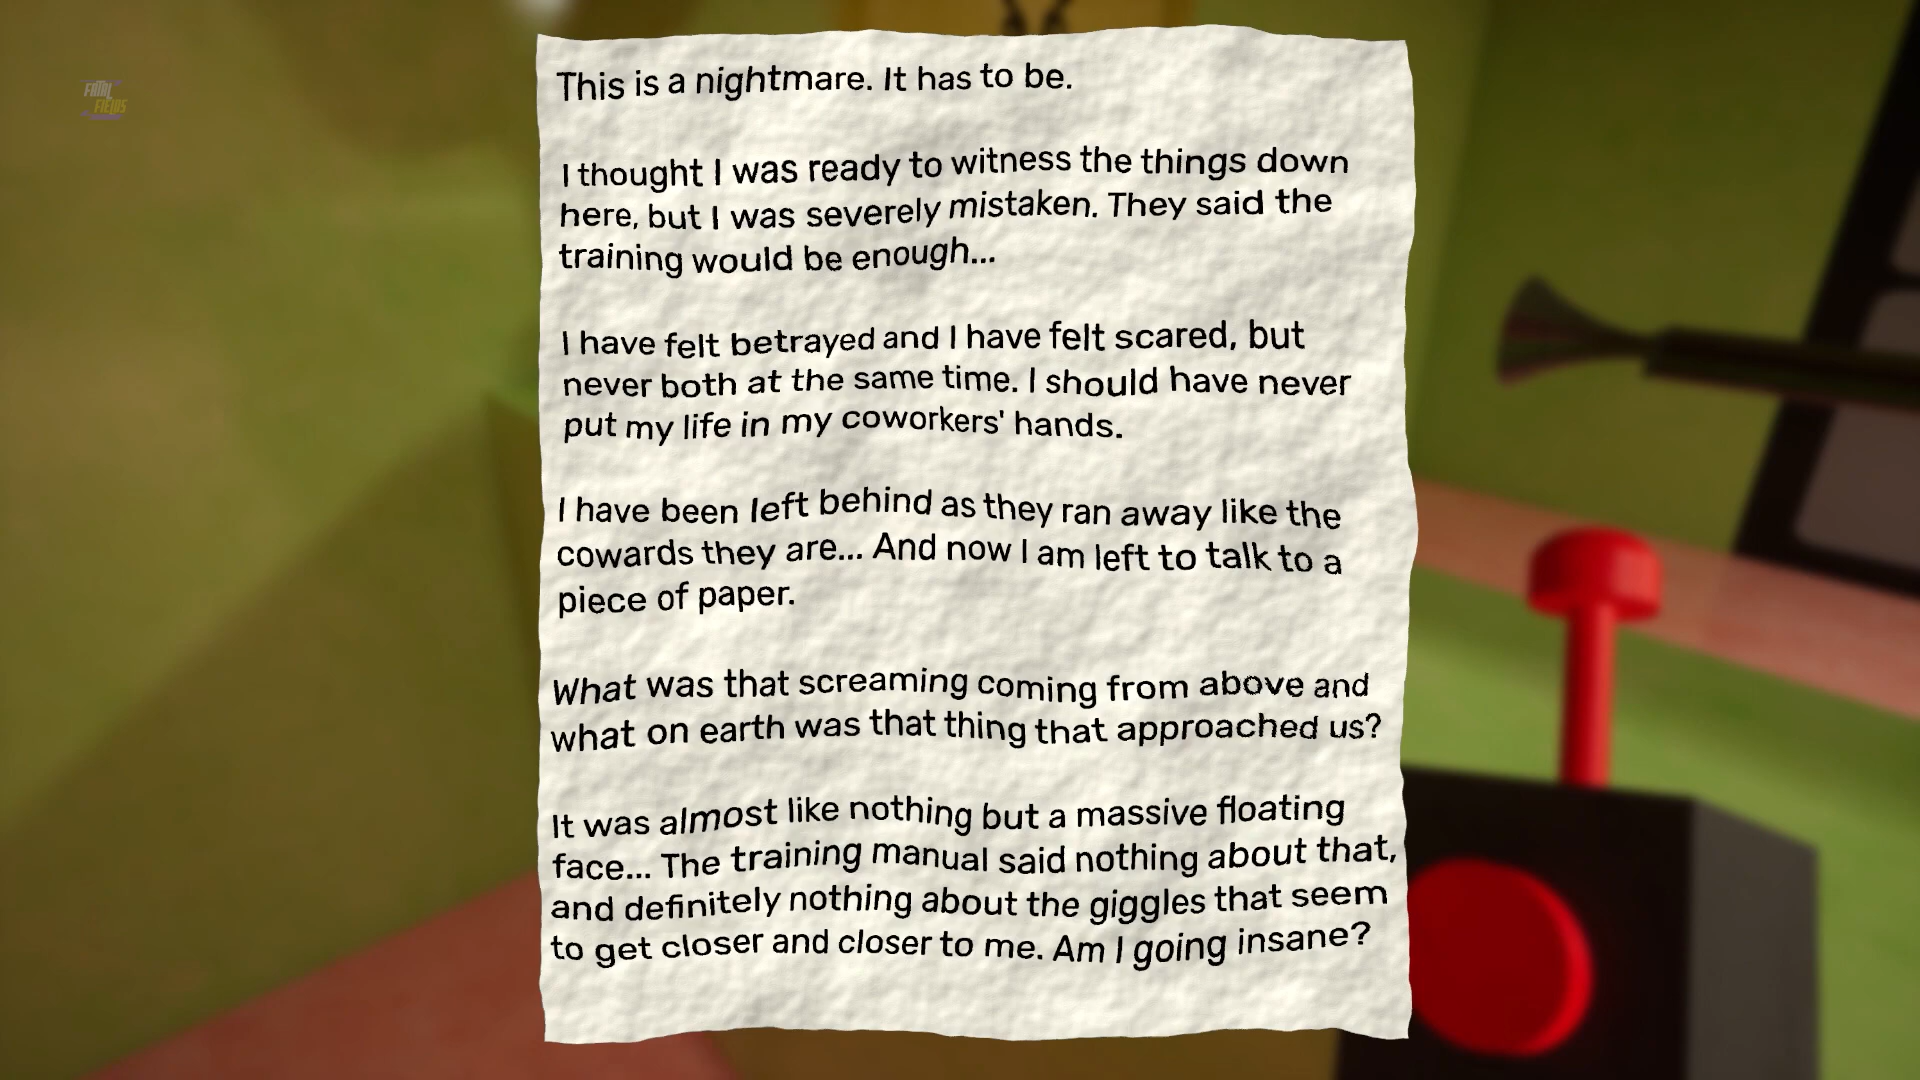 FATAL
FIELDS
This is a nightmare. It has to be.
I thought I was ready to witness the things down
here, but I was severely mistaken. They said the
training would be enough...
I have felt betrayed and I have felt scared, but
never both at the same time. I should have never
put my life in my coworkers' hands.
I have been left behind as they ran away like the
cowards they are... And now I am left to talk to a
piece of paper.
What was that screaming coming from above and
what on earth was that thing that approached us?
It was almost like nothing but a massive floating
face... The training manual said nothing about that,
and definitely nothing about the giggles that seem
to get closer and closer to me. Am I going insane?